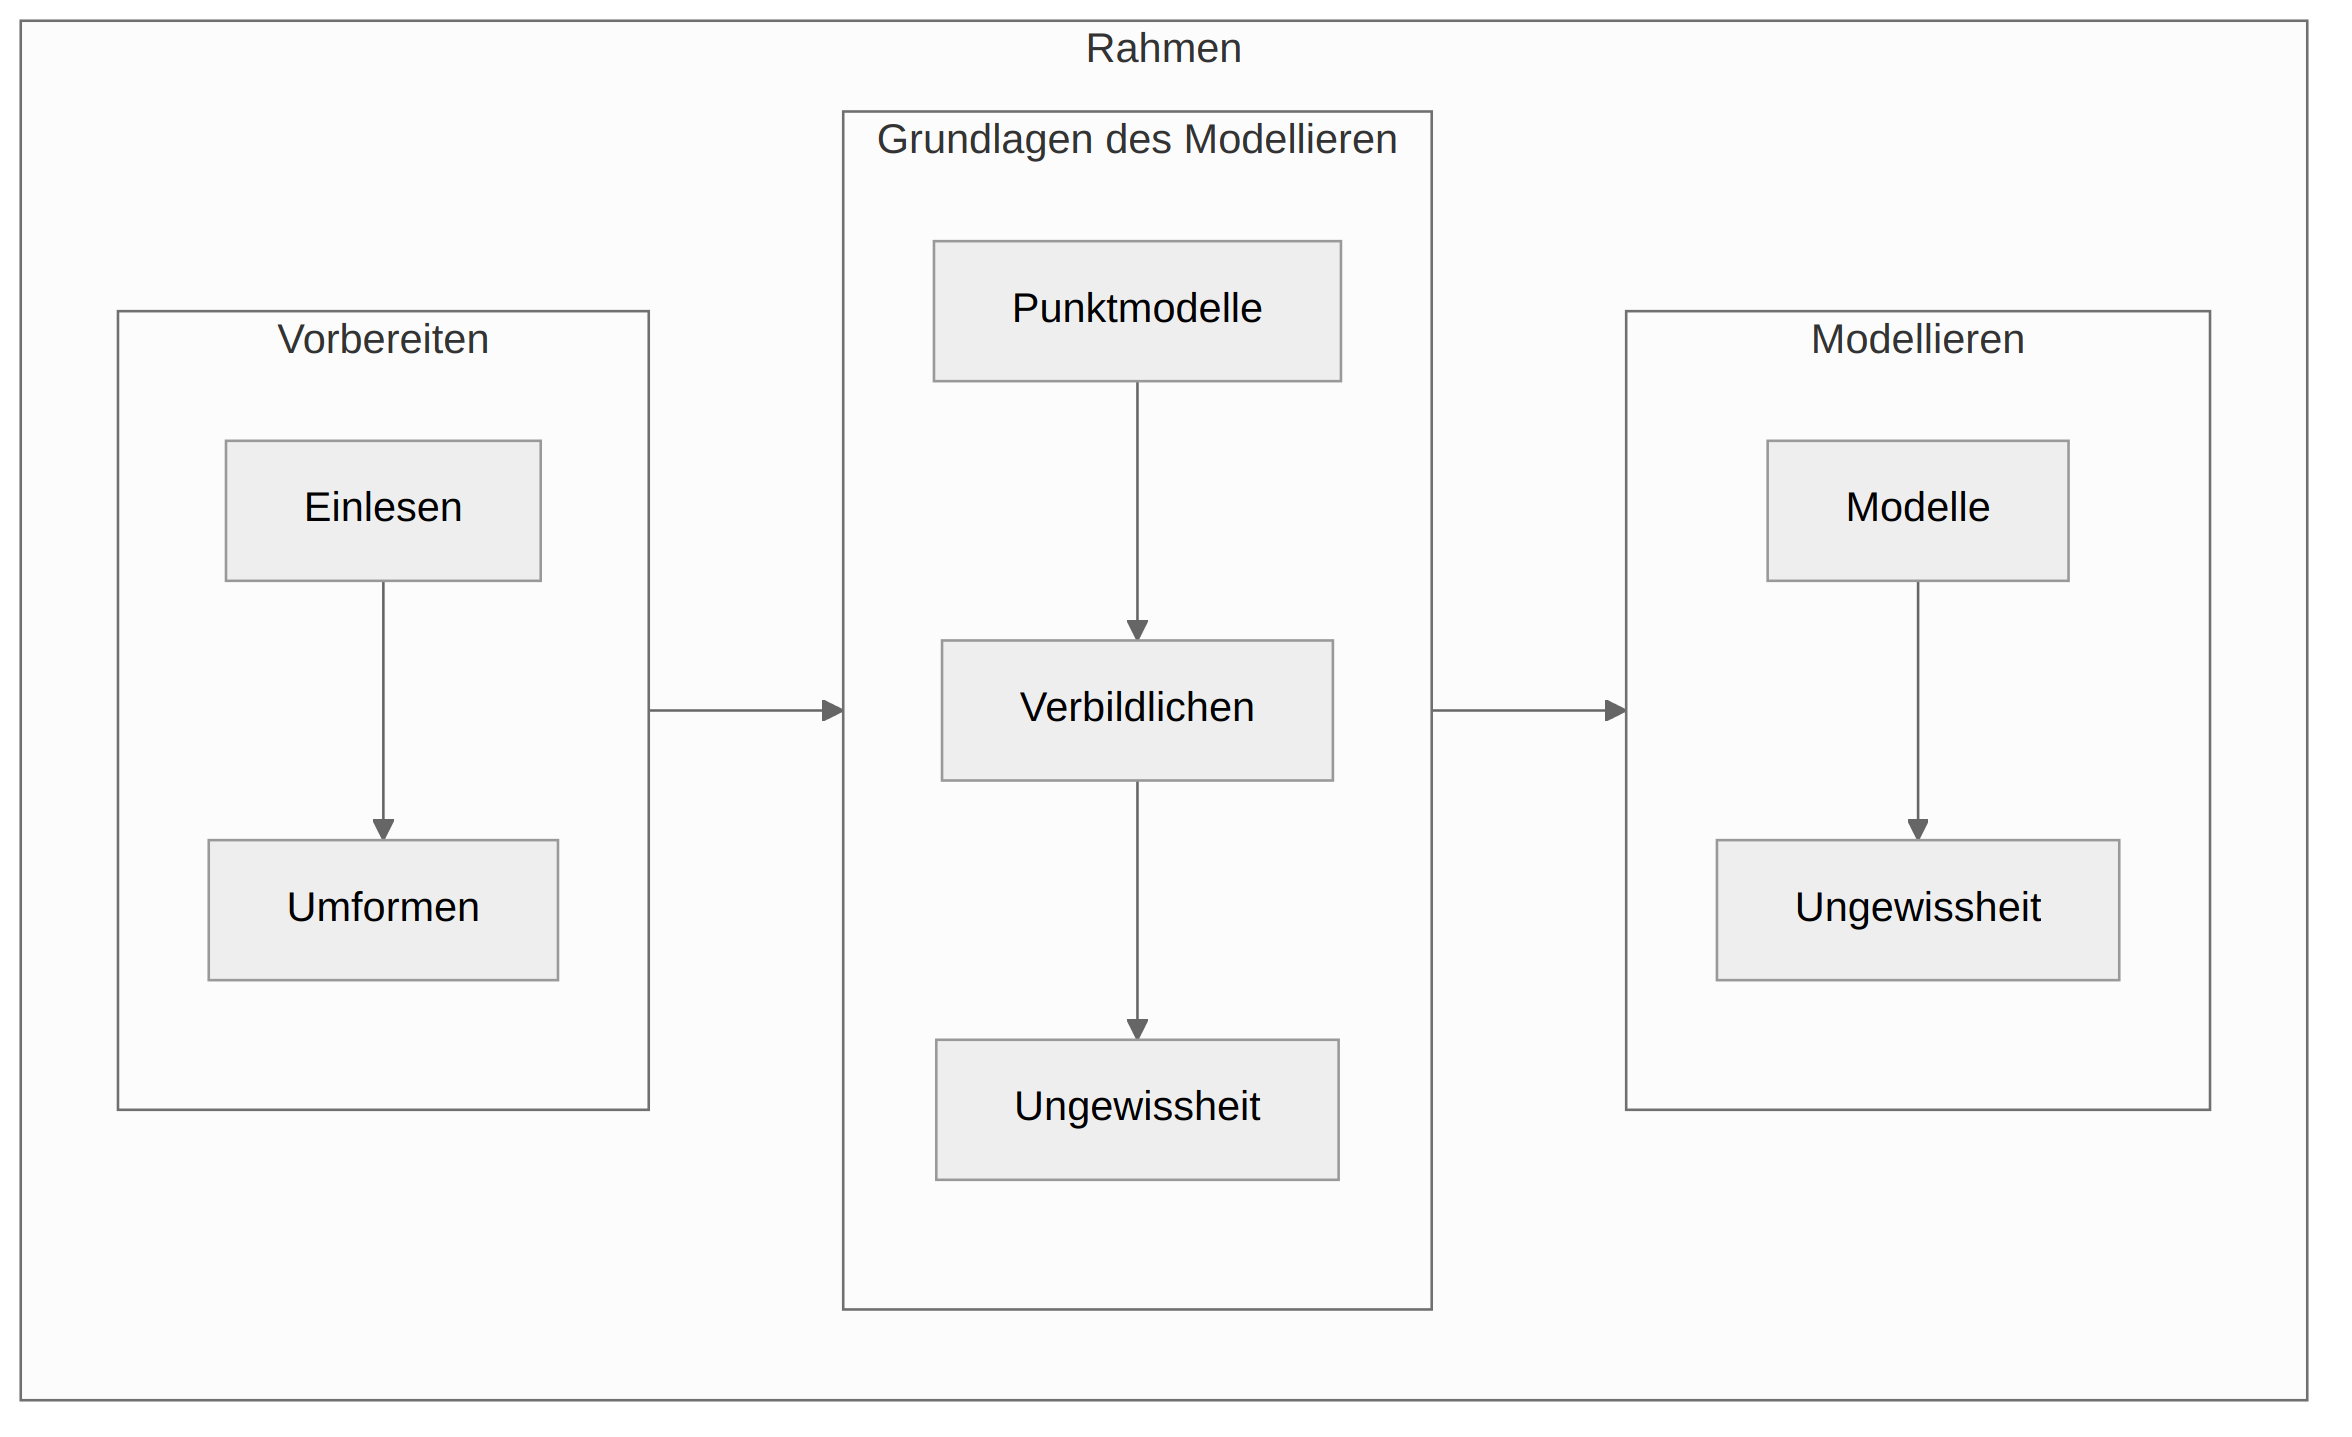 Rahmen
Vorbereiten
Einlesen
Umformen
Grundlagen des Modellieren
Punktmodelle
Verbildlichen
Ungewissheit
Modellieren
Modelle
Ungewissheit